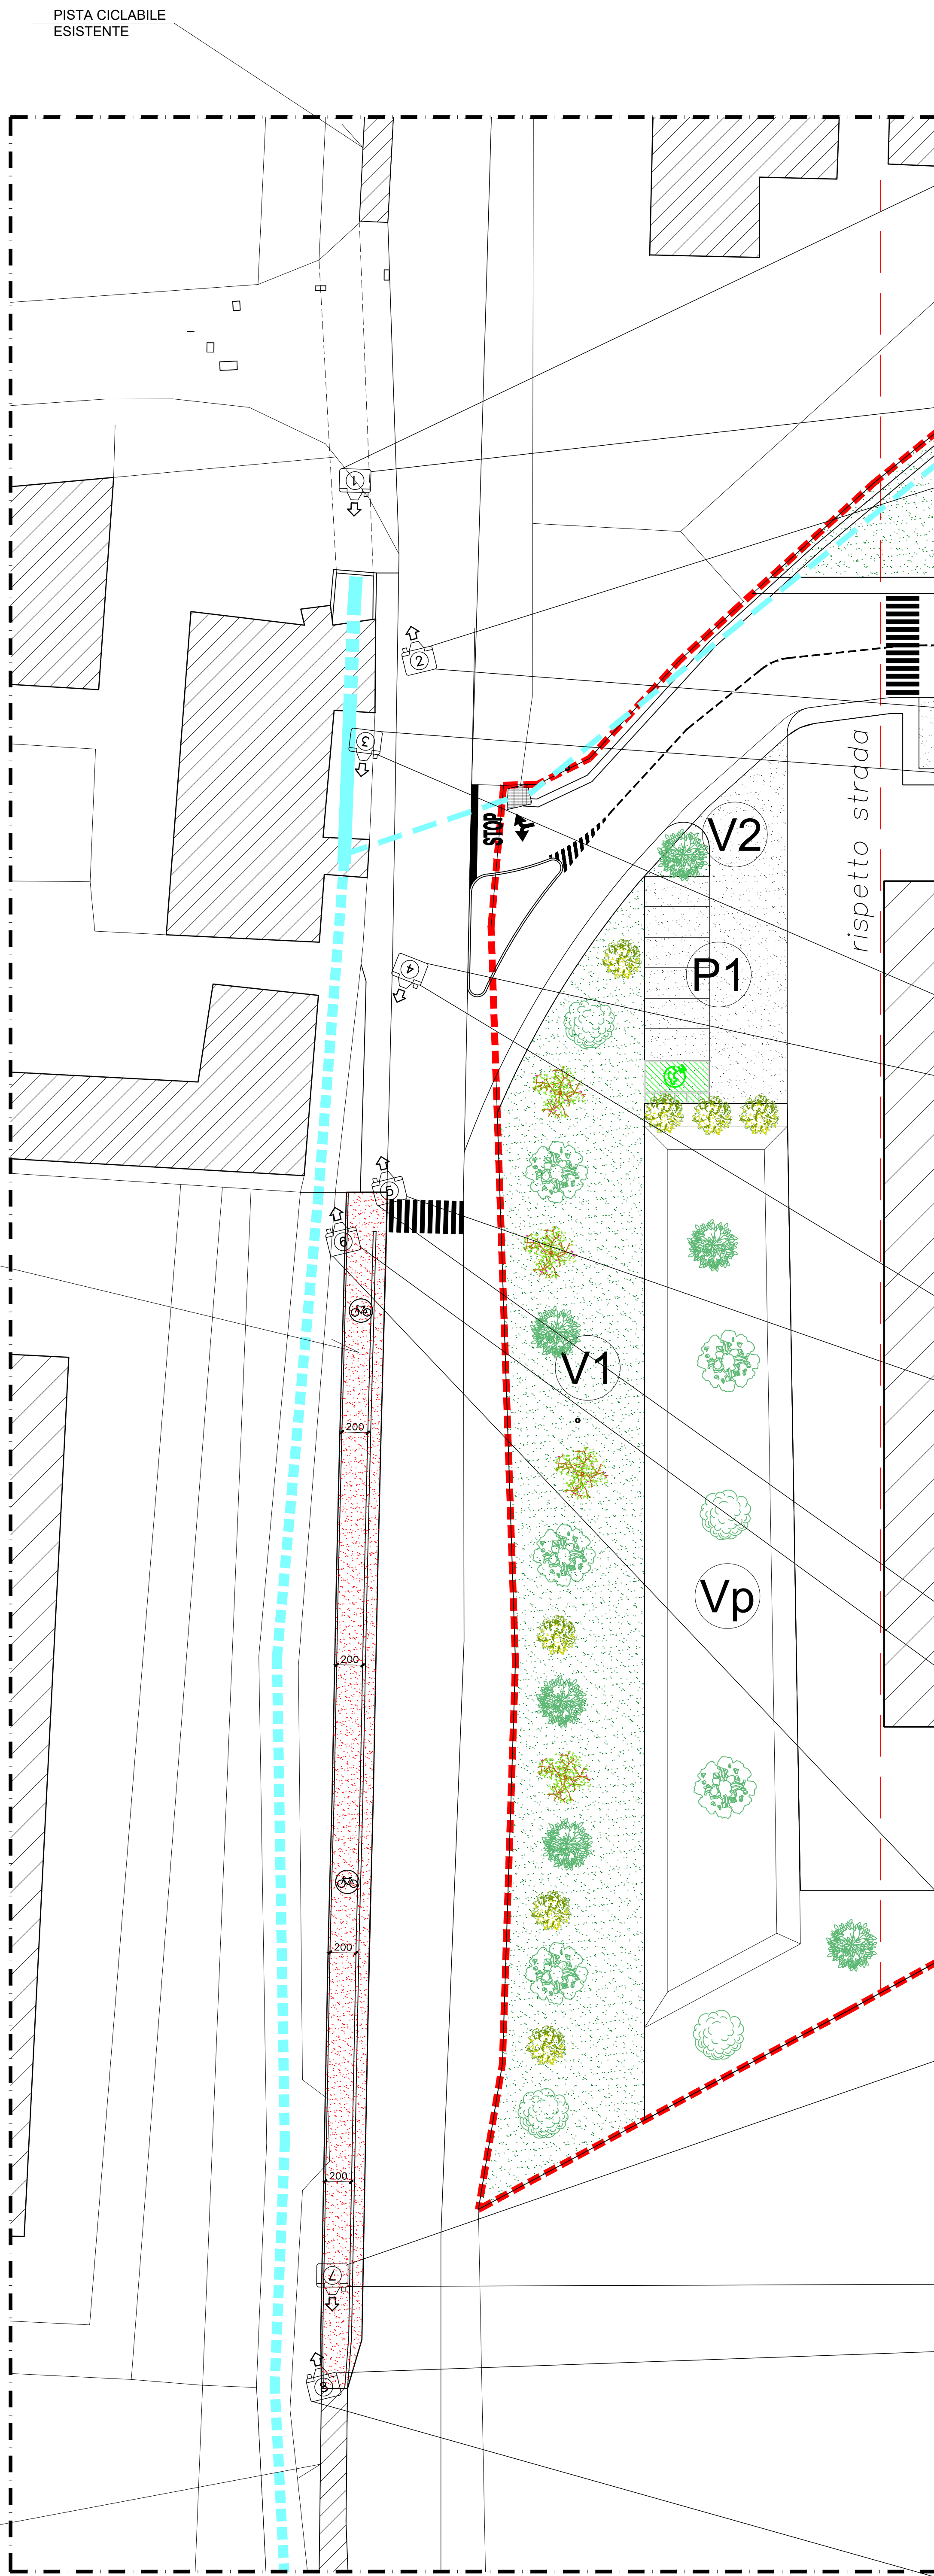 PISTA CICLABILE
ESISTENTE
1
2
3
rispetto strada
STOP
V2
4
P1
5
6
V1
200
Vp
200
200
200
7
8